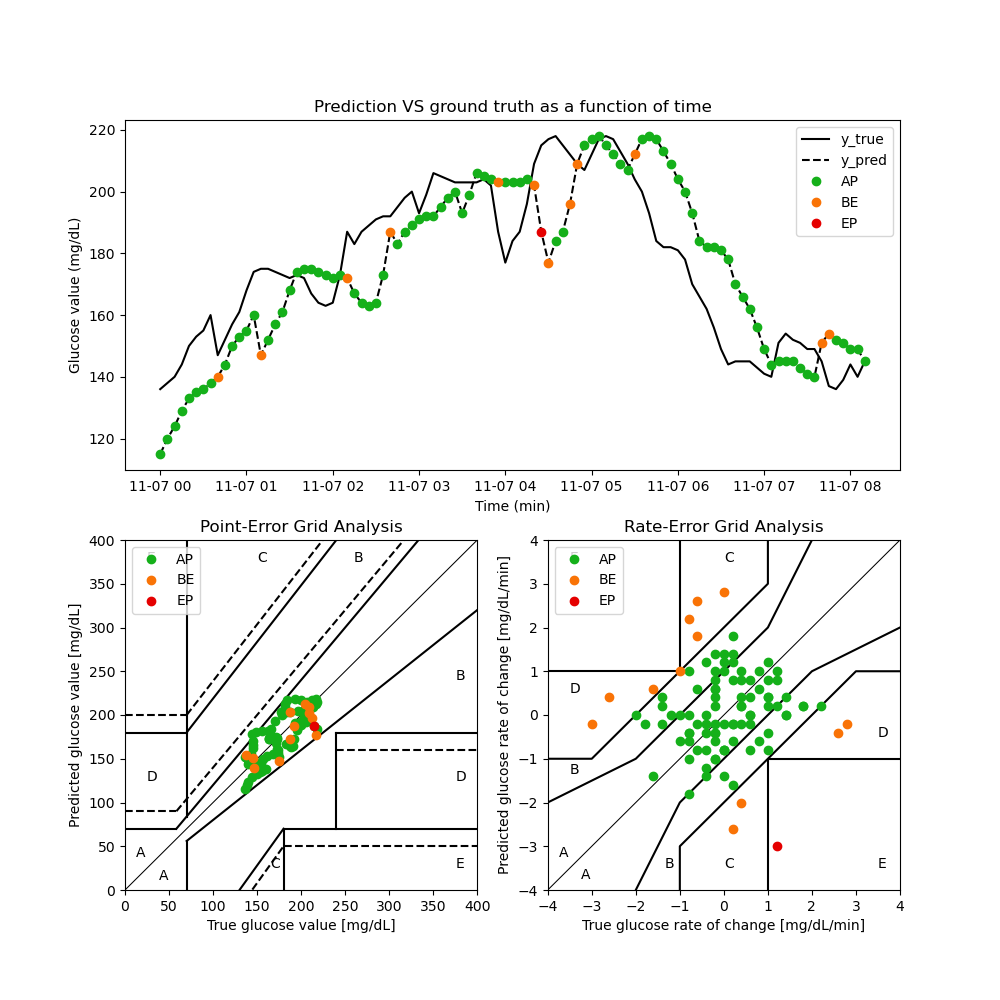 Prediction VS ground truth as a function of time
Glucose value (mg/dL)
220
200
180
160
140
120
y_true
y_pred
AP
BE
EP
11-07 00 11-07 01 11-07 02 11-07 03 11-07 04 11-07 05 11-07 06 11-07 07 11-07 08
Time (min)
Point-Error Grid Analysis
Predicted glucose value [mg/dL]
400
350
300
250
200
150
100
50
0
AP
BE
EP
C
B
B
D
D
A
A
C
E
0 50 100 150 200 250 300 350 400
True glucose value [mg/dL]
Rate-Error Grid Analysis
Predicted glucose rate of change [mg/dL/min]
4
3
2
1
0
−1
−2
−3
−4
AP
BE
EP
C
D
D
B
A
A
B
C
E
−4 −3 −2 −1 0 1 2 3 4
True glucose rate of change [mg/dL/min]